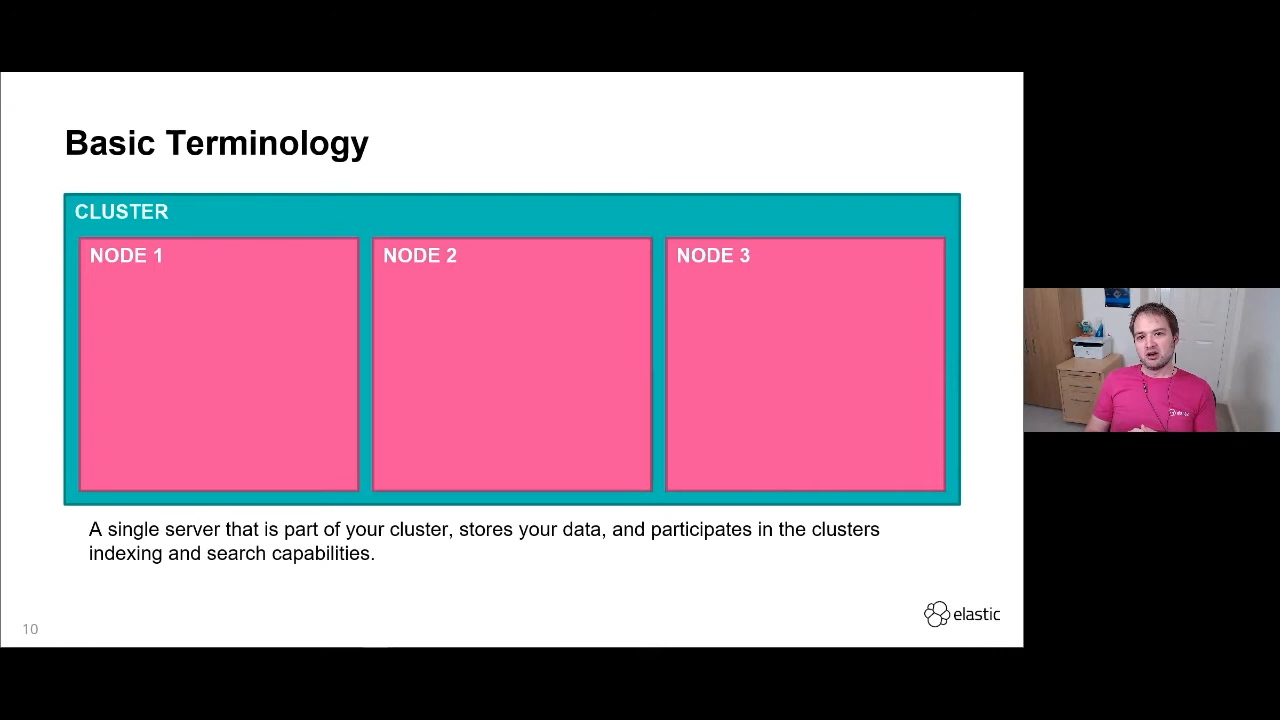 Basic Terminology
CLUSTER
NODE 1
NODE 2
NODE 3
A single server that is part of your cluster, stores your data, and participates in the clusters
indexing and search capabilities.
elastic
10